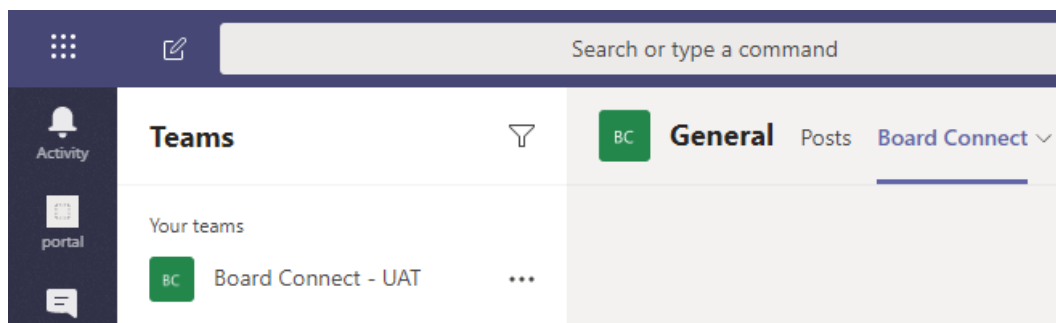 Search or type a command
Activity
portal
Teams
Your teams
BC Board Connect - UAT
BC General Posts Board Connect